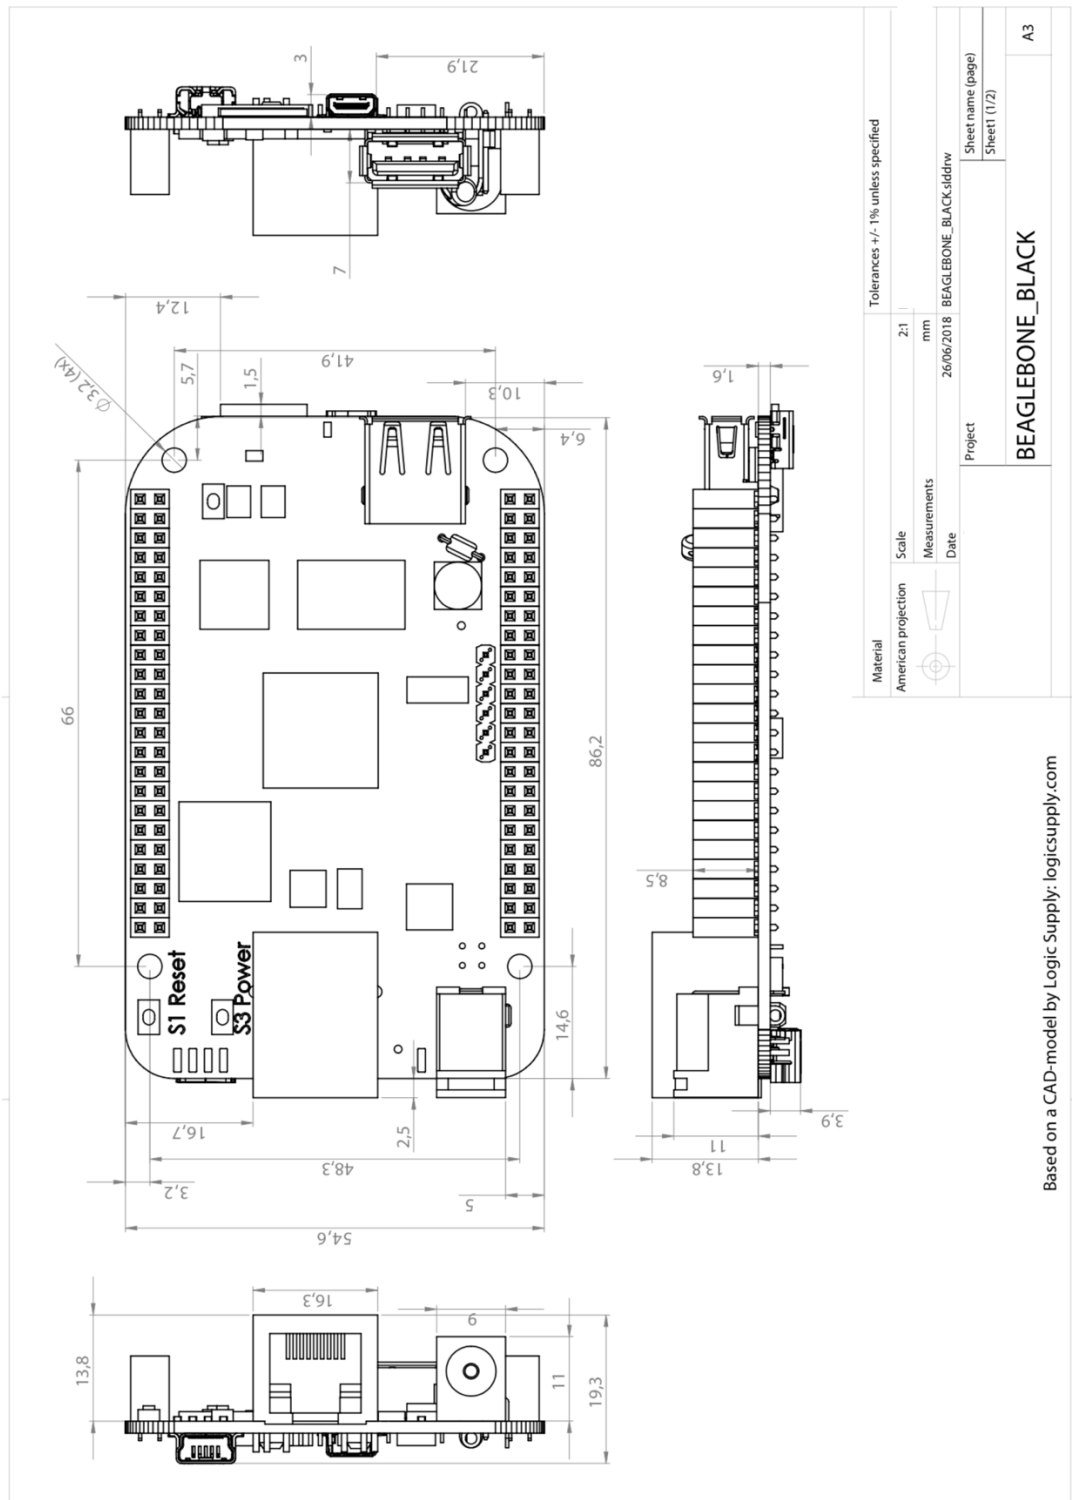 3
21,9
7
12,4
41,9
Ø 3,2 (4x)
5,7
1,5
10,3
6,4
66
86,2
S1 Reset
S3 Power
14,6
16,7
2,5
48,3
3,2
5
54,6
1,6
8,5
3,9
11
13,8
16,3
9
13,8
11
19,3
Material
Tolerances +/- 1% unless specified
American projection
Scale
2:1
Measurements
mm
Date
26/06/2018
BEAGLEBONE_BLACK.slddrw
Project
Sheet name (page)
Sheet1 (1/2)
BEAGLEBONE_BLACK
A3
Based on a CAD-model by Logic Supply: logicsupply.com